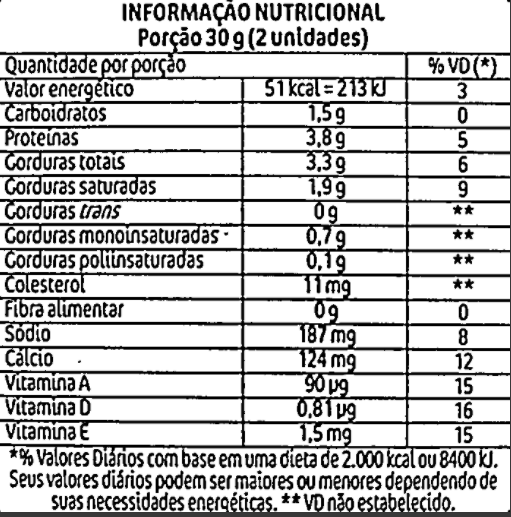 INFORMAÇÃO NUTRICIONAL
Porção 30 g (2 unidades)
Quantidade por porção % VD (*)
Valor energético 51 kcal = 213 kJ 3
Carboidratos 1,5 g 0
Proteínas 3,8 g 5
Gorduras totais 3,3 g 6
Gorduras saturadas 1,9 g 9
Gorduras trans 0 g **
Gorduras monoinsaturadas 0,7 g **
Gorduras poliinsaturadas 0,1 g **
Colesterol 11 mg **
Fibra alimentar 0 g 0
Sódio 187 mg 8
Cálcio 124 mg 12
Vitamina A 90 µg 15
Vitamina D 0,81 µg 16
Vitamina E 1,5 mg 15
*% Valores Diários com base em uma dieta de 2.000 kcal ou 8400 kJ.
Seus valores diários podem ser maiores ou menores dependendo de
suas necessidades energéticas. ** VD não estabelecido.